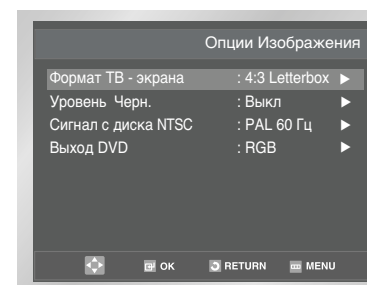 Опции Изображения
Формат ТВ - экрана : 4:3 Letterbox ▶
Уровень Черн. : Выкл ▶
Сигнал с диска NTSC : PAL 60 Гц ▶
Выход DVD : RGB ▶
OK RETURN MENU